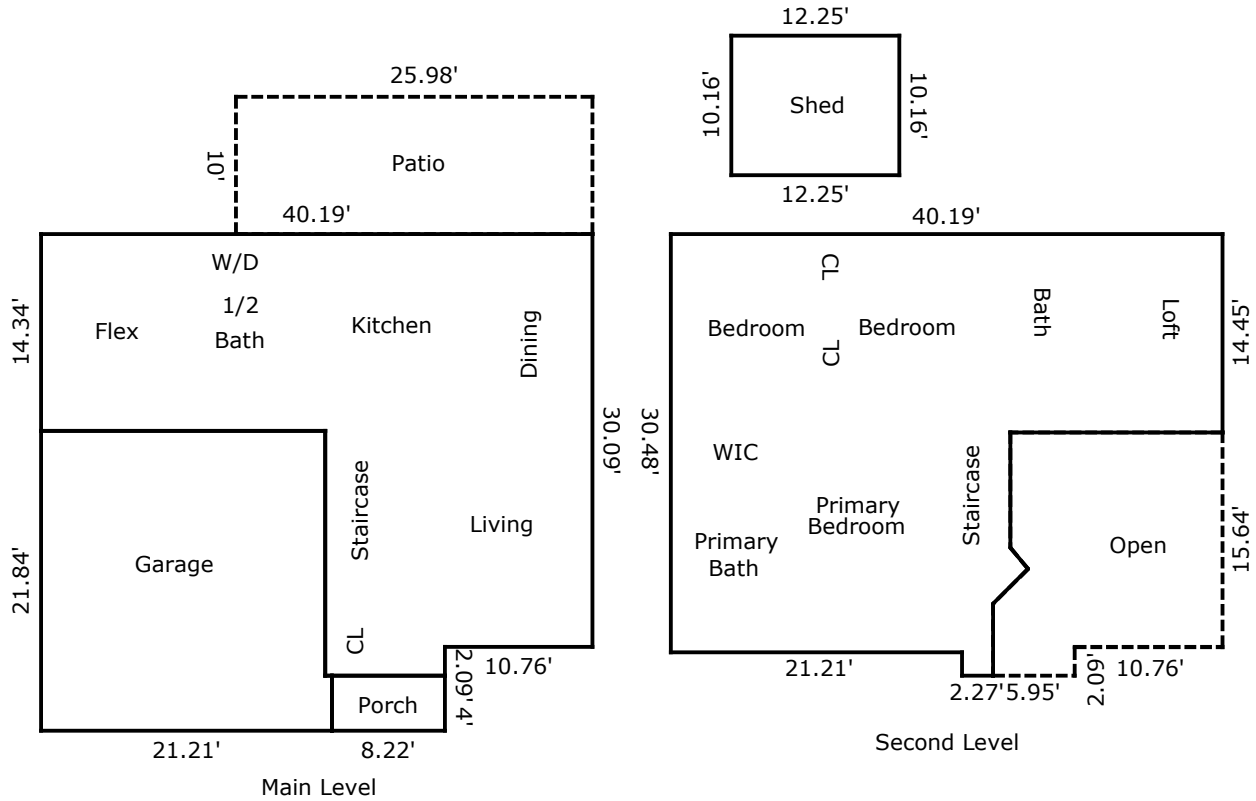 12.25'
10.16'
Shed
10.16'
12.25'
25.98'
10'
Patio
40.19'
W/D
1/2
Bath
Flex
Kitchen
Dining
14.34'
30.09'
Garage
Staircase
Living
21.84'
CL
2.09'
4'
10.76'
Porch
21.21'
8.22'
Main Level
40.19'
CL
Bedroom
Bedroom
CL
Bath
Loft
14.45'
30.48'
WIC
Primary
Bedroom
Staircase
Primary
Bath
Open
15.64'
21.21'
2.27'
5.95'
2.09'
10.76'
Second Level